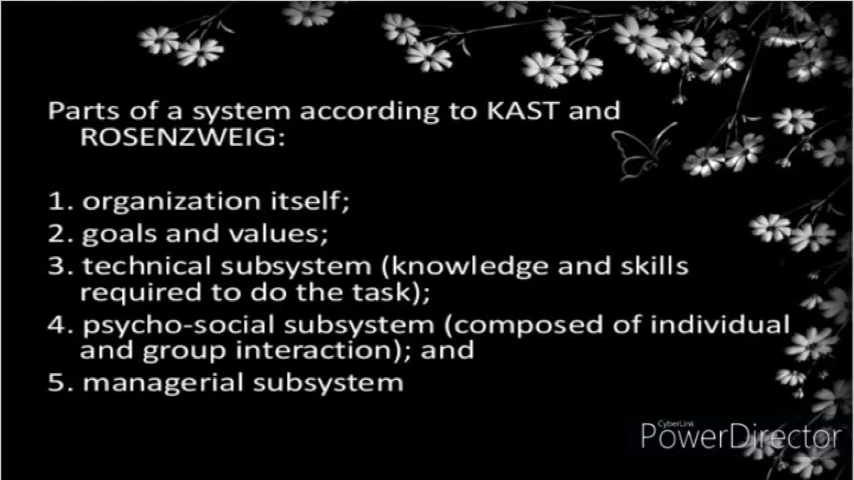 Parts of a system according to KAST and
ROSENZWEIG:
1. organization itself;
2. goals and values;
3. technical subsystem (knowledge and skills
required to do the task);
4. psycho-social subsystem (composed of individual
and group interaction); and
5. managerial subsystem
CyberLink
PowerDirector